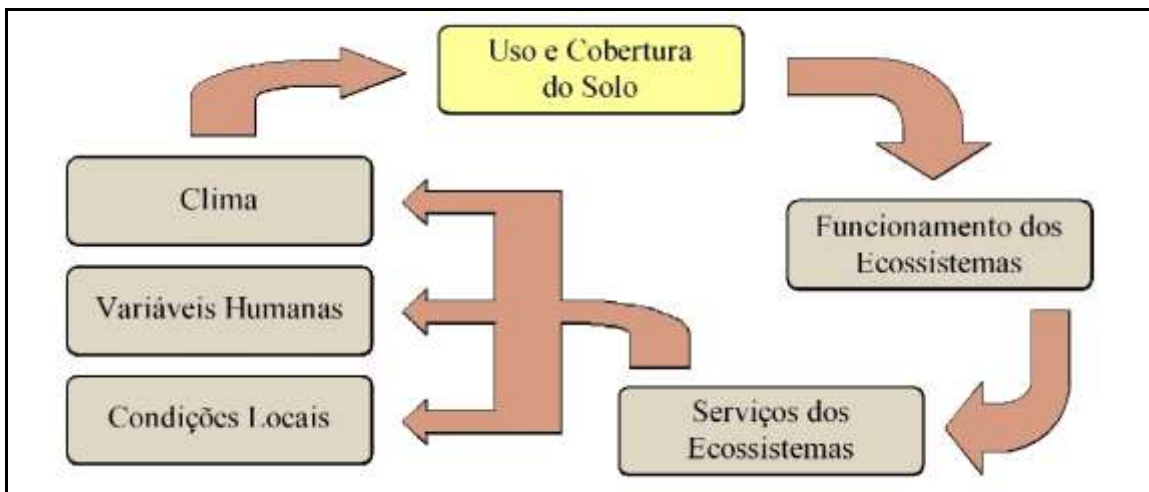 Uso e Cobertura
do Solo
Clima
Funcionamento dos
Ecossistemas
Variáveis Humanas
Condições Locais
Serviços dos
Ecossistemas